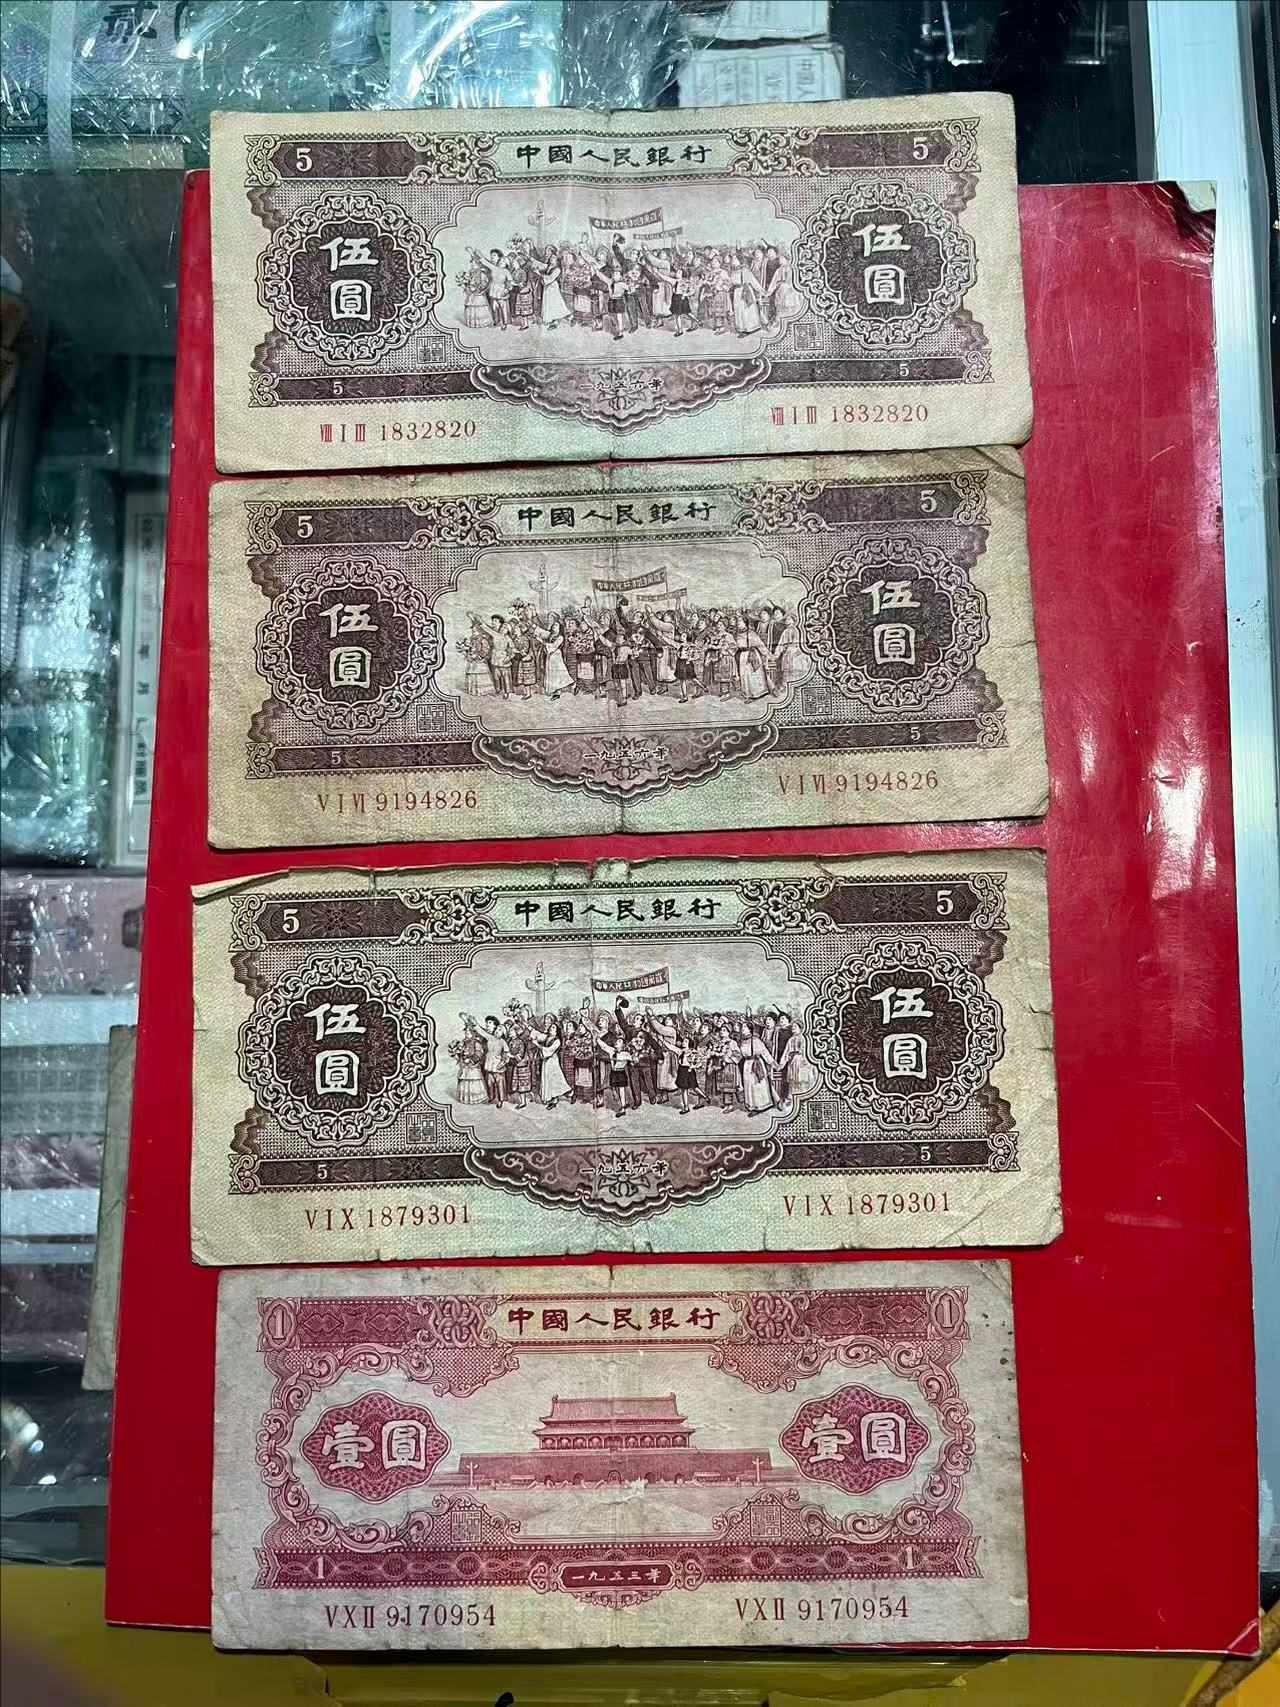 5 中國人民銀行 5
伍圓 伍圓
5 一九五六年 5
ⅧⅠⅢ 1832820 ⅧⅠⅢ 1832820
5 中國人民銀行 5
伍圓 伍圓
5 一九五六年 5
ⅤⅠⅥ 9194826 ⅤⅠⅥ 9194826
5 中國人民銀行 5
伍圓 伍圓
5 一九五六年 5
ⅤⅠⅩ 1879301 ⅤⅠⅩ 1879301
1 中國人民銀行 1
壹圓 壹圓
1 一九五三年 1
ⅤⅩⅡ 9170954 ⅤⅩⅡ 9170954